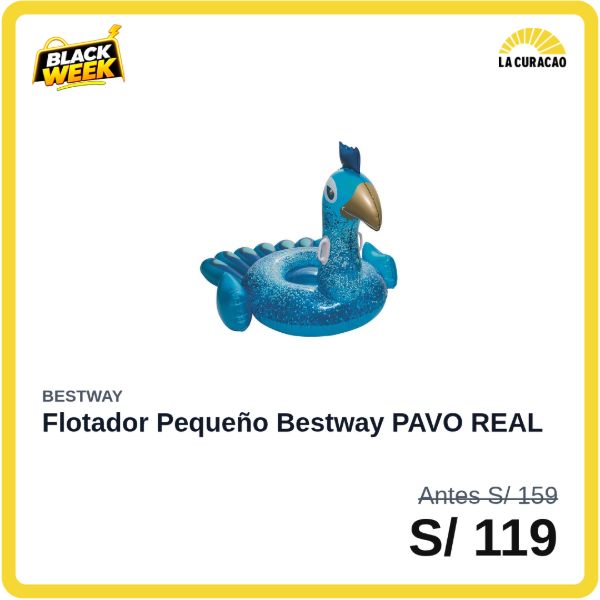 BLACK
WEEK
LA CURACAO
BESTWAY
Flotador Pequeño Bestway PAVO REAL
Antes S/ 159
S/ 119